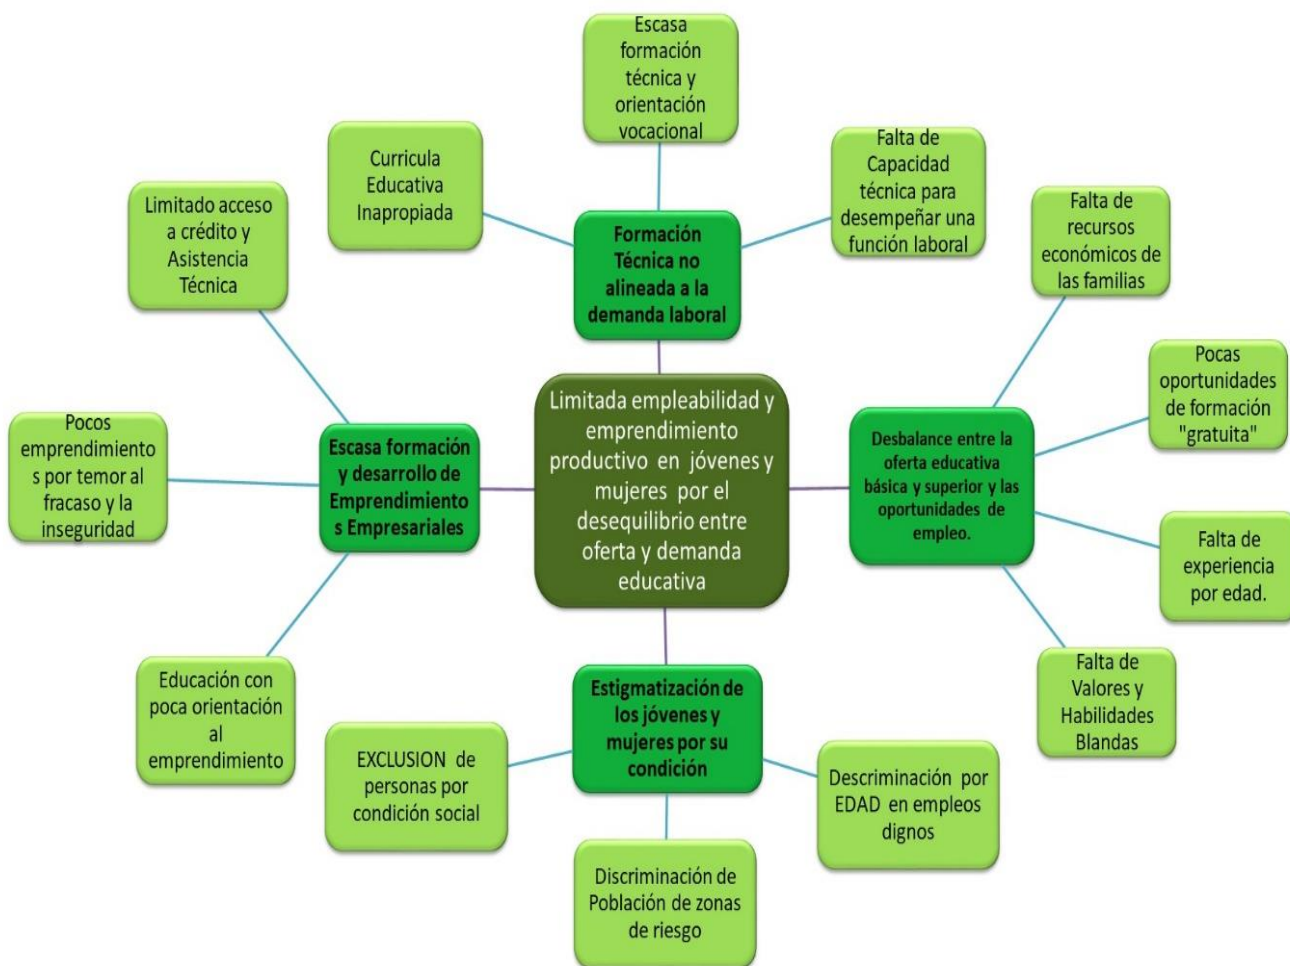 Escasa
formación
técnica y
orientación
vocacional
Curricula
Educativa
Inapropiada
Falta de
Capacidad
técnica para
desempeñar una
función laboral
Limitado acceso
a crédito y
Asistencia
Técnica
Falta de
recursos
económicos de
las familias
Formación
Técnica no
alineada a la
demanda laboral
Pocas
oportunidades
de formación
"gratuita"
Limitada empleabilidad y
emprendimiento
productivo en jóvenes y
mujeres por el
desequilibrio entre
oferta y demanda
educativa
Pocos
emprendimiento
s por temor al
fracaso y la
inseguridad
Escasa formación
y desarrollo de
Emprendimiento
s Empresariales
Desbalance entre la
oferta educativa
básica y superior y las
oportunidades de
empleo.
Falta de
experiencia
por edad.
Educación con
poca orientación
al
emprendimiento
Estigmatización de
los jóvenes y
mujeres por su
condición
Falta de
Valores y
Habilidades
Blandas
EXCLUSION de
personas por
condición social
Descriminación por
EDAD en empleos
dignos
Discriminación de
Población de zonas
de riesgo